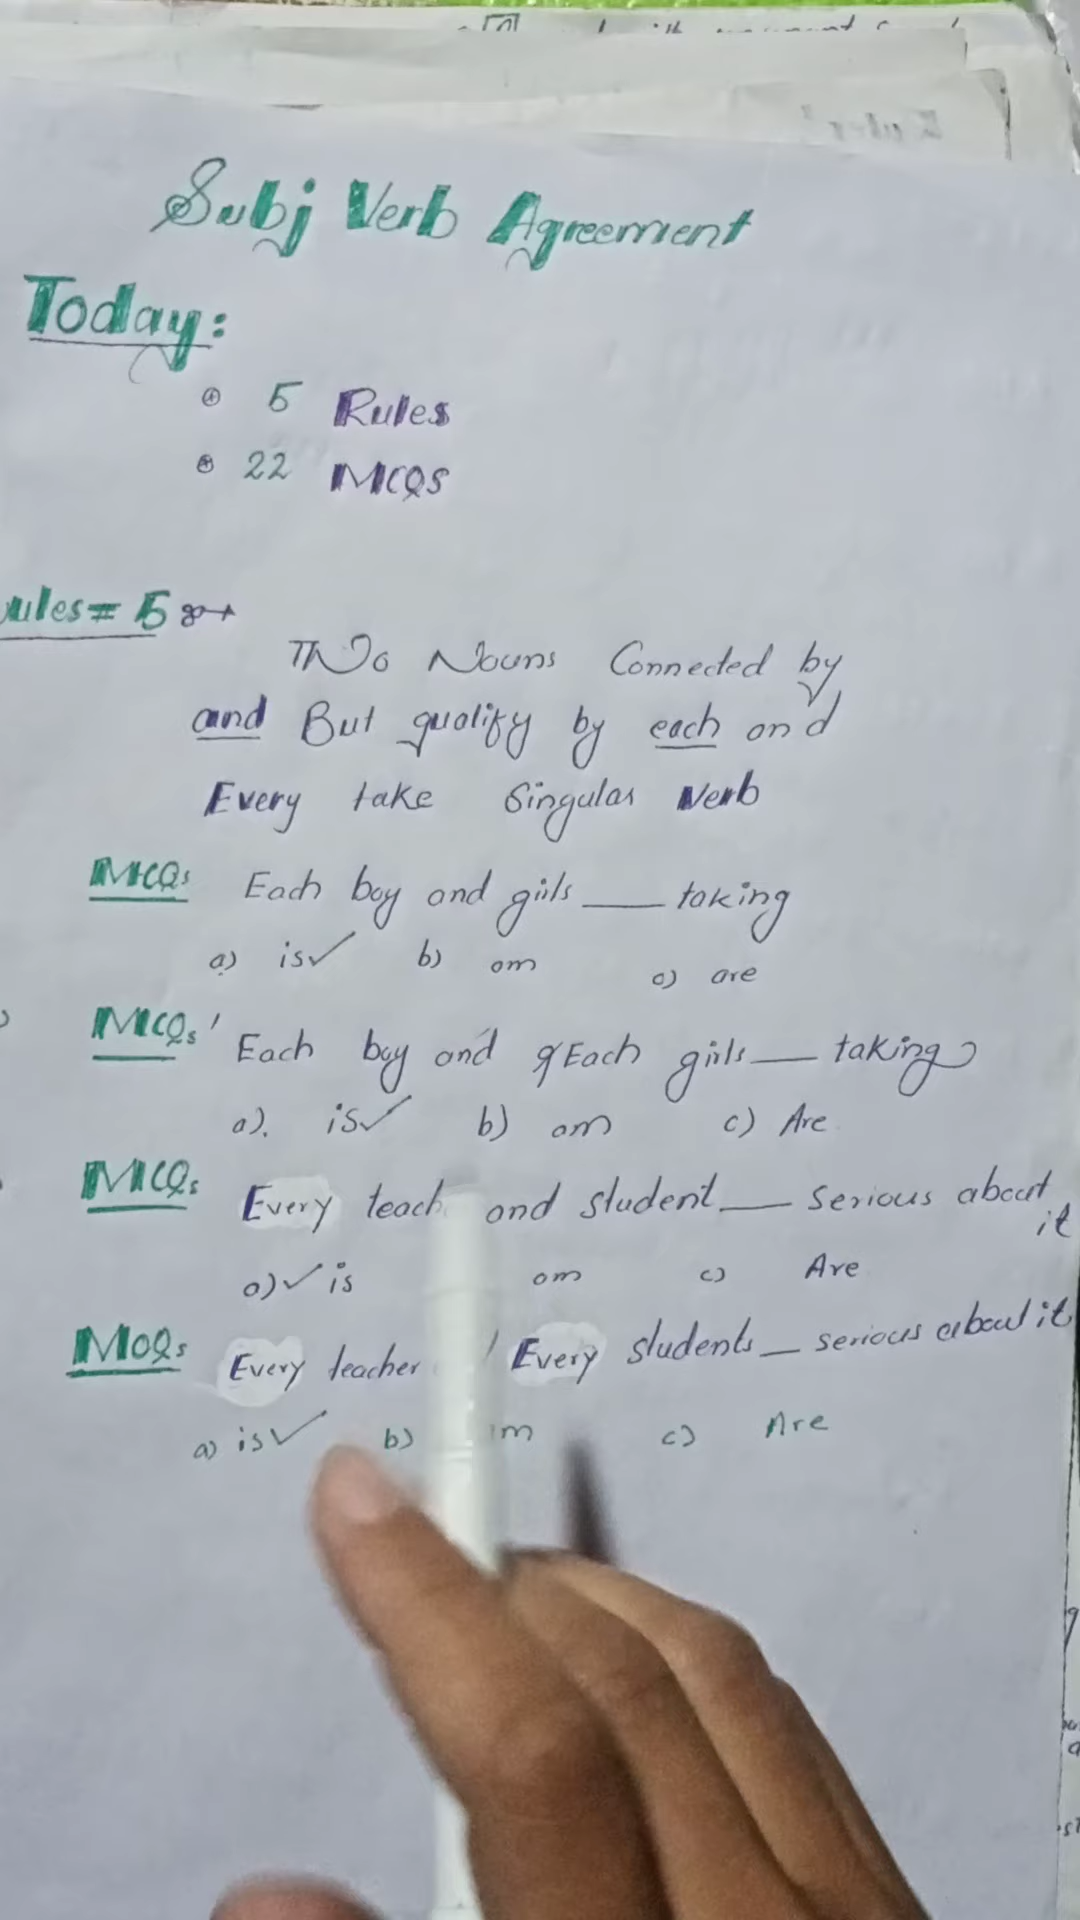 Subj Verb Agreement
Today:
5 Rules
22 MCQS
ules = 5
Two Nouns Connected by
and But qualify by each and
Every take Singular Verb
MCQs Each boy and girls ___ taking
a) is✓ b) am c) are
MCQs Each boy and Each girls ___ taking
a). is✓ b) am c) Are
MCQs Every teach and student ___ Serious about
it
a)✓ is am c) Are
MCQs Every teacher Every students _ serious about it
a) is✓ b) m c) Are